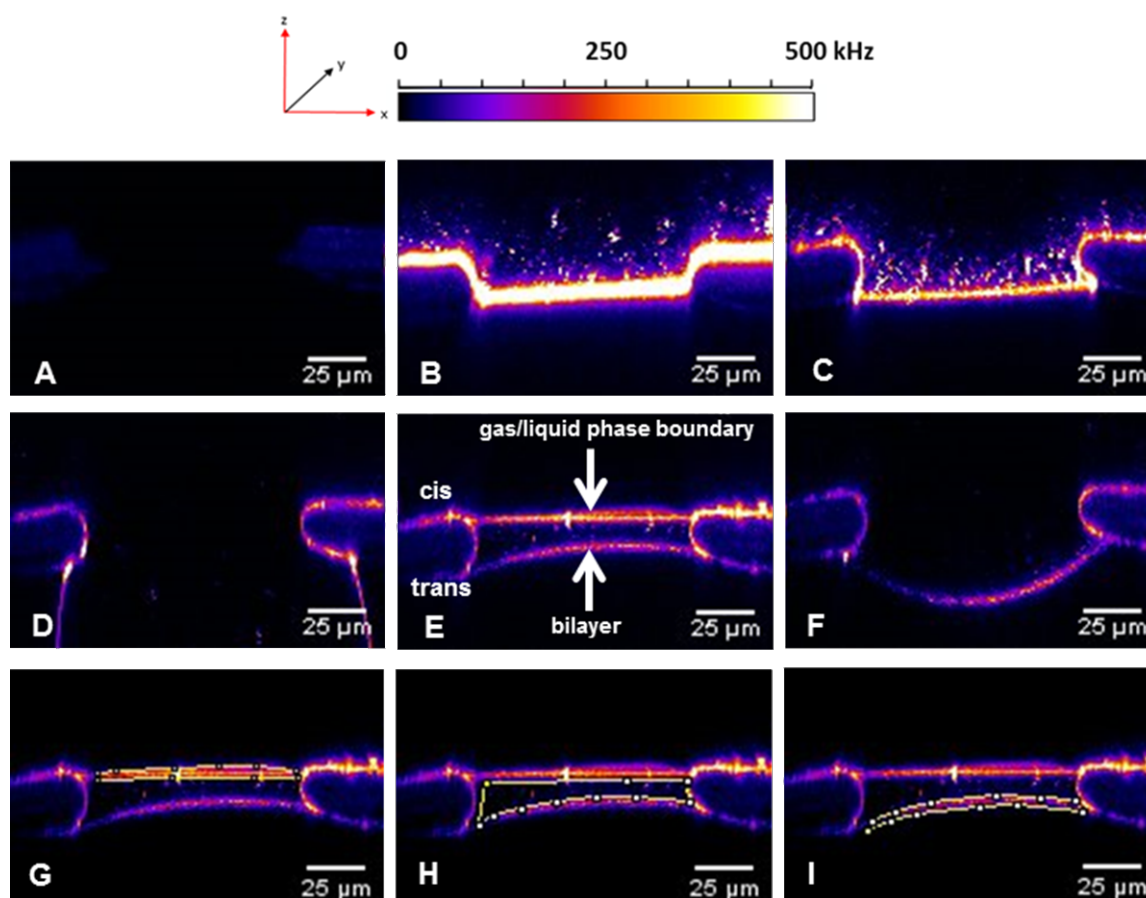 z
y
x
0 250 500 kHz
A
25 µm
B
25 µm
C
25 µm
D
25 µm
gas/liquid phase boundary
cis
trans
bilayer
E
25 µm
F
25 µm
G
25 µm
H
25 µm
I
25 µm